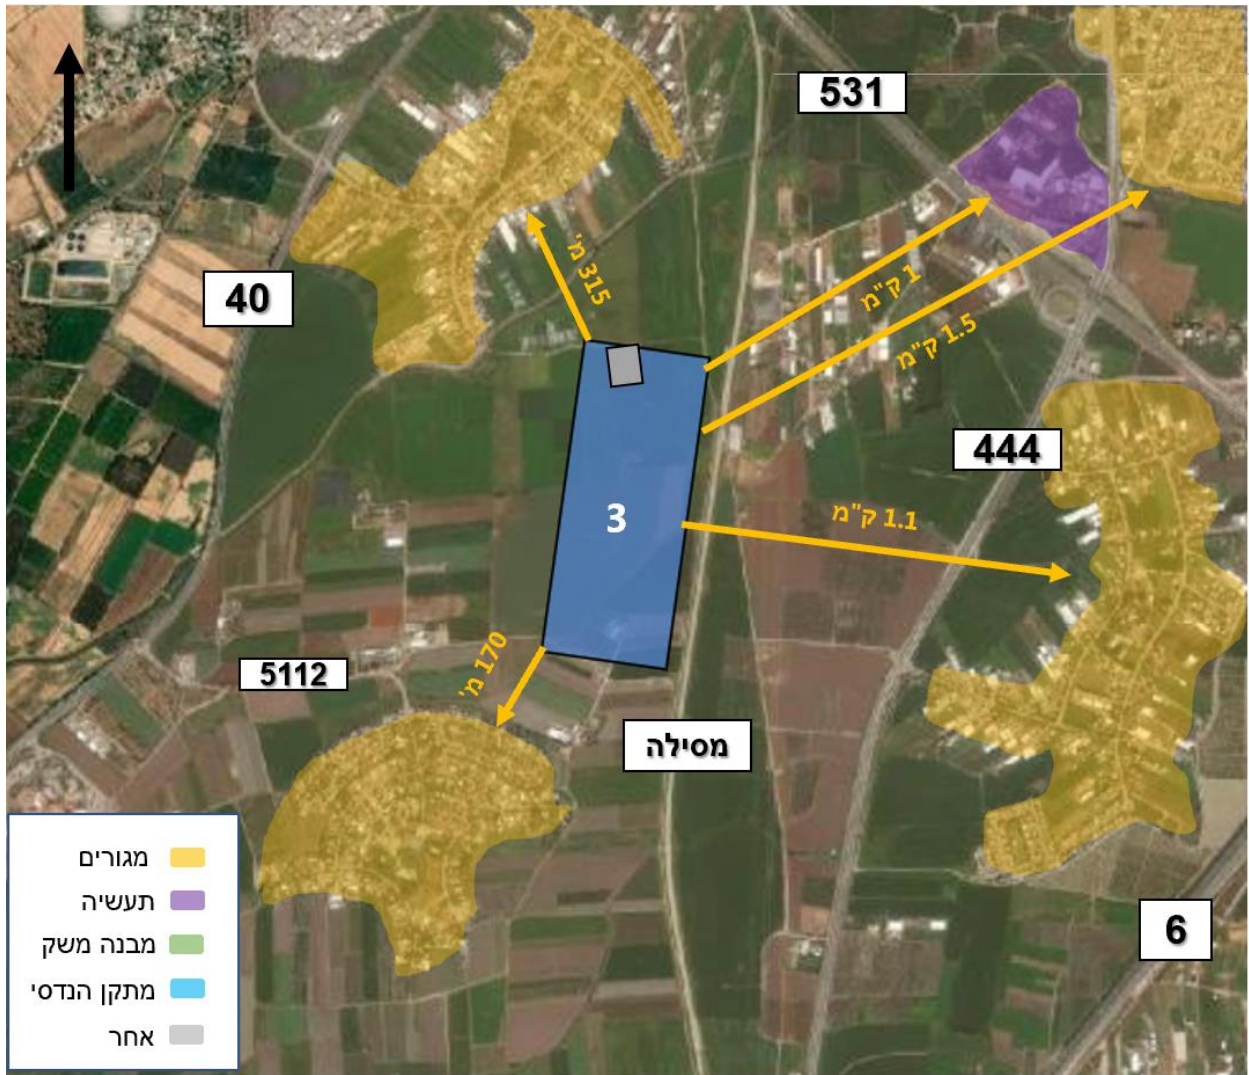 531
40
315 מ'
1 ק"מ
1.5 ק"מ
444
3
1.1 ק"מ
5112
170 מ'
מסילה
מגורים
תעשיה
מבנה משק
מתקן הנדסי
אחר
6